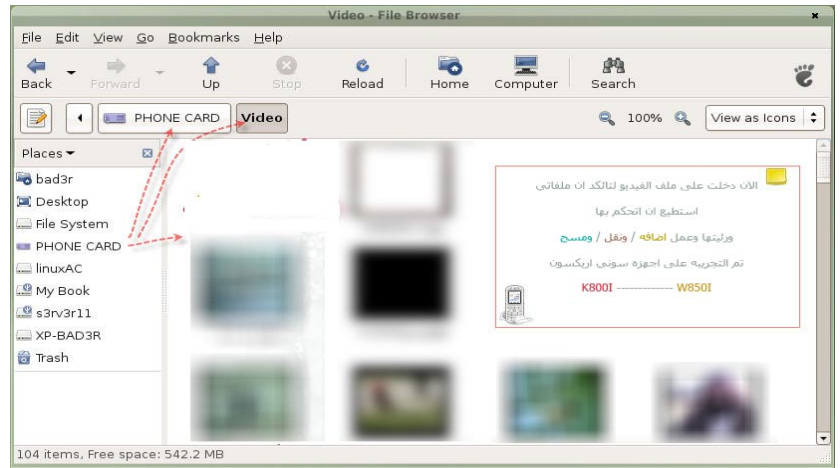 Video - File Browser
File Edit View Go Bookmarks Help
Back Forward Up Stop Reload Home Computer Search
PHONE CARD Video 100% View as Icons
Places
bad3r
Desktop
File System
PHONE CARD
linuxAC
My Book
s3rv3r11
XP-BAD3R
Trash
الان دخلت على ملف الفيديو لتالكد ان ملفاتي
استطيع ان اتحكم بها
ورئيتها وعمل اضافه / ونقل / ومسح
تم التجريبه على اجهزه سوني اريكسون
K800I -------------- W850I
104 items, Free space: 542.2 MB